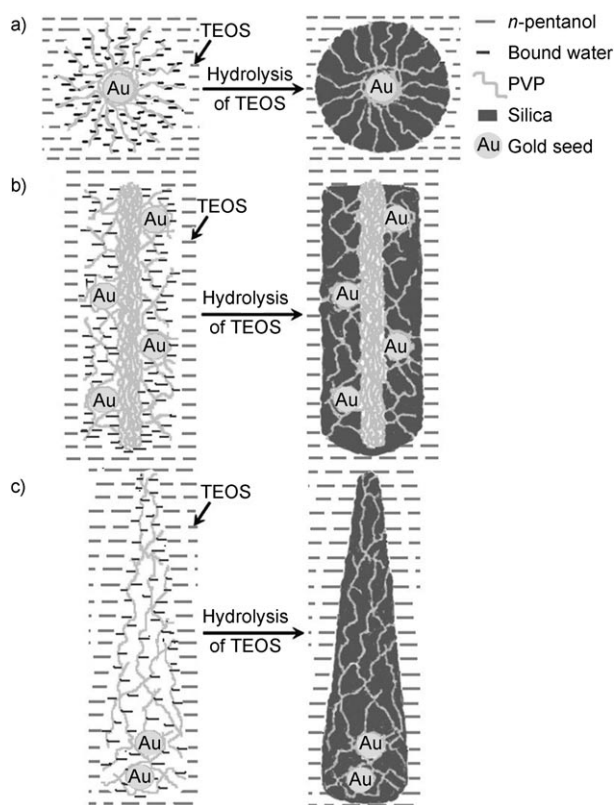 a)
TEOS
Au
Hydrolysis
of TEOS
Au
n-pentanol
Bound water
PVP
Silica
Au Gold seed
b)
TEOS
Au
Au
Au
Au
Hydrolysis
of TEOS
Au
Au
Au
Au
c)
TEOS
Hydrolysis
of TEOS
Au
Au
Au
Au